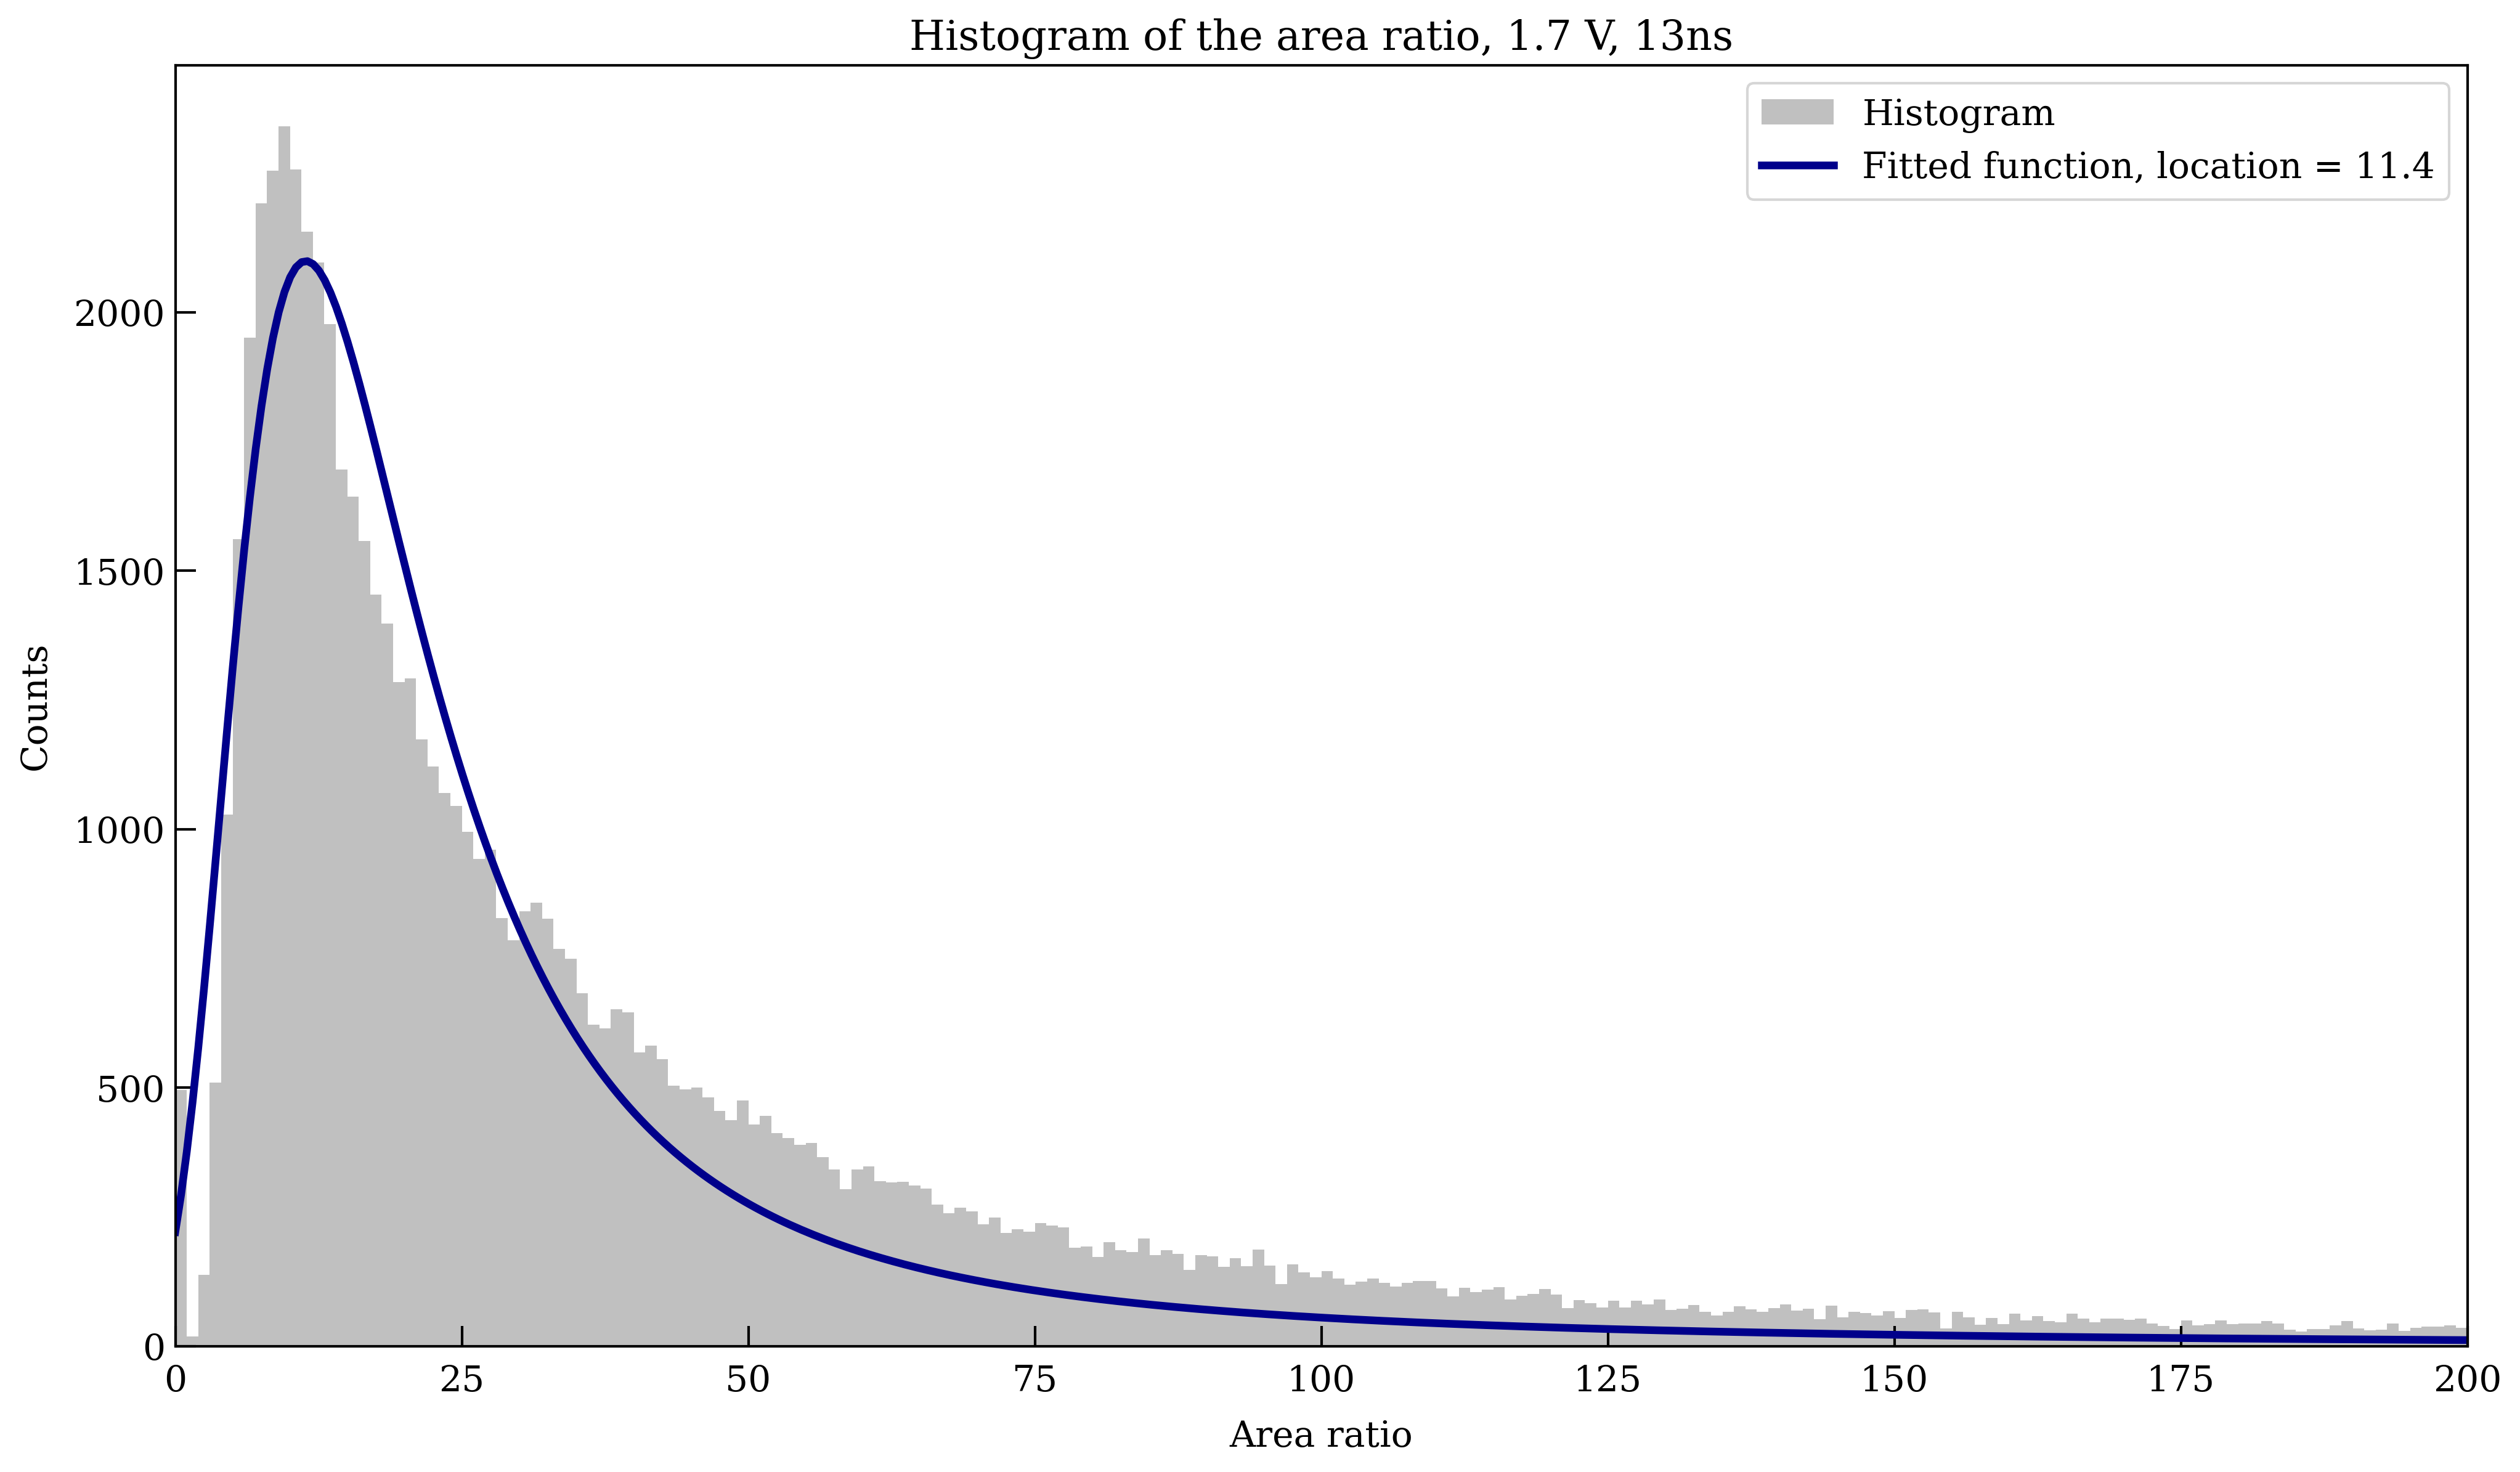 Histogram of the area ratio, 1.7 V, 13ns
Histogram
Fitted function, location = 11.4
Counts
2000
1500
1000
500
0
0 25 50 75 100 125 150 175 200
Area ratio